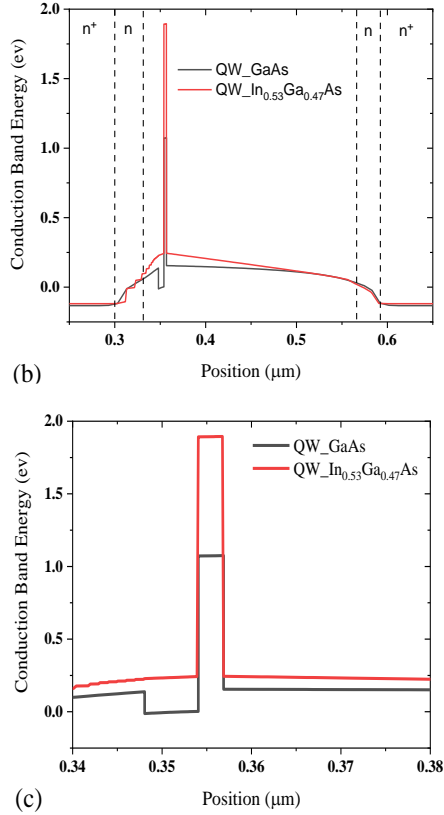 n+ n n n+
2.0
QW_GaAs
QW_In0.53Ga0.47As
1.5
1.0
0.5
0.0
Conduction Band Energy (ev)
0.3 0.4 0.5 0.6
Position (μm)
(b)
2.0
QW_GaAs
QW_In0.53Ga0.47As
1.5
1.0
0.5
0.0
Conduction Band Energy (ev)
0.34 0.35 0.36 0.37 0.38
Position (μm)
(c)